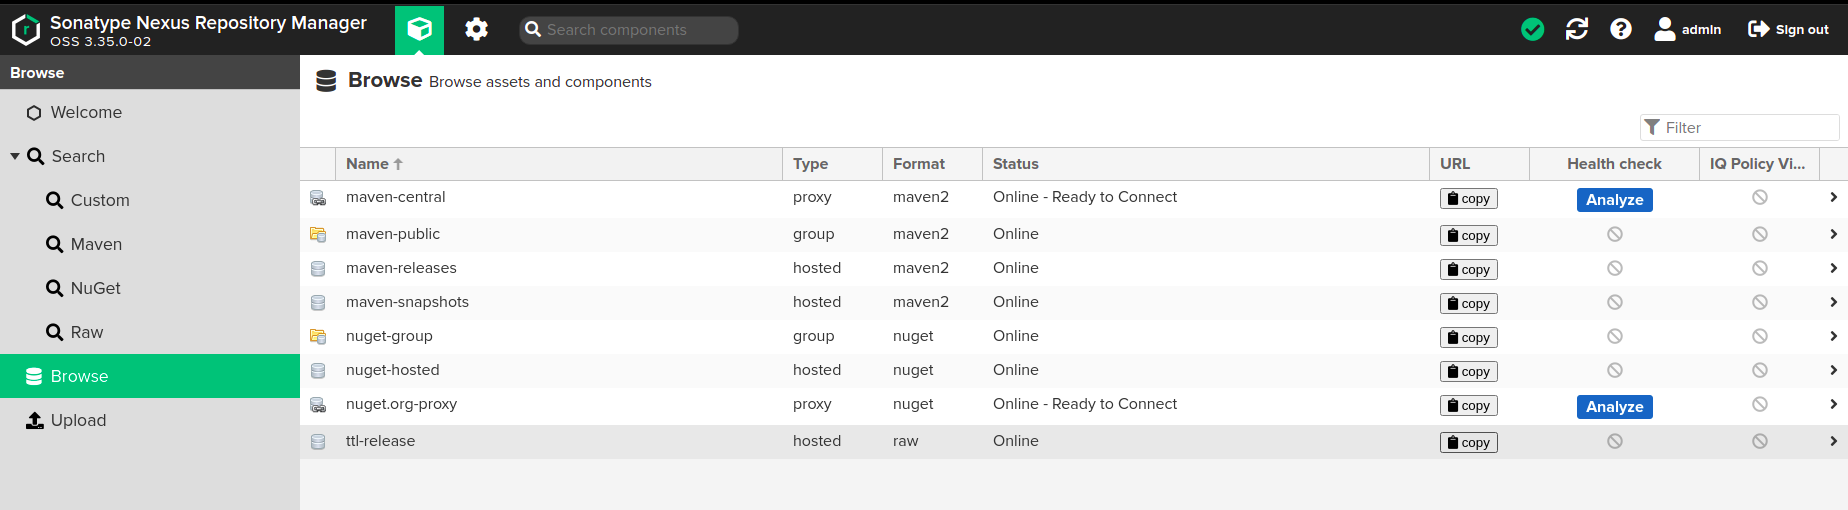 Sonatype Nexus Repository Manager
OSS 3.35.0-02
Search components
admin
Sign out
Browse
Welcome
Search
Custom
Maven
NuGet
Raw
Browse
Upload
Browse Browse assets and components
Filter
Name Type Format Status URL Health check IQ Policy Vi...
maven-central proxy maven2 Online - Ready to Connect copy Analyze
maven-public group maven2 Online copy
maven-releases hosted maven2 Online copy
maven-snapshots hosted maven2 Online copy
nuget-group group nuget Online copy
nuget-hosted hosted nuget Online copy
nuget.org-proxy proxy nuget Online - Ready to Connect copy Analyze
ttl-release hosted raw Online copy